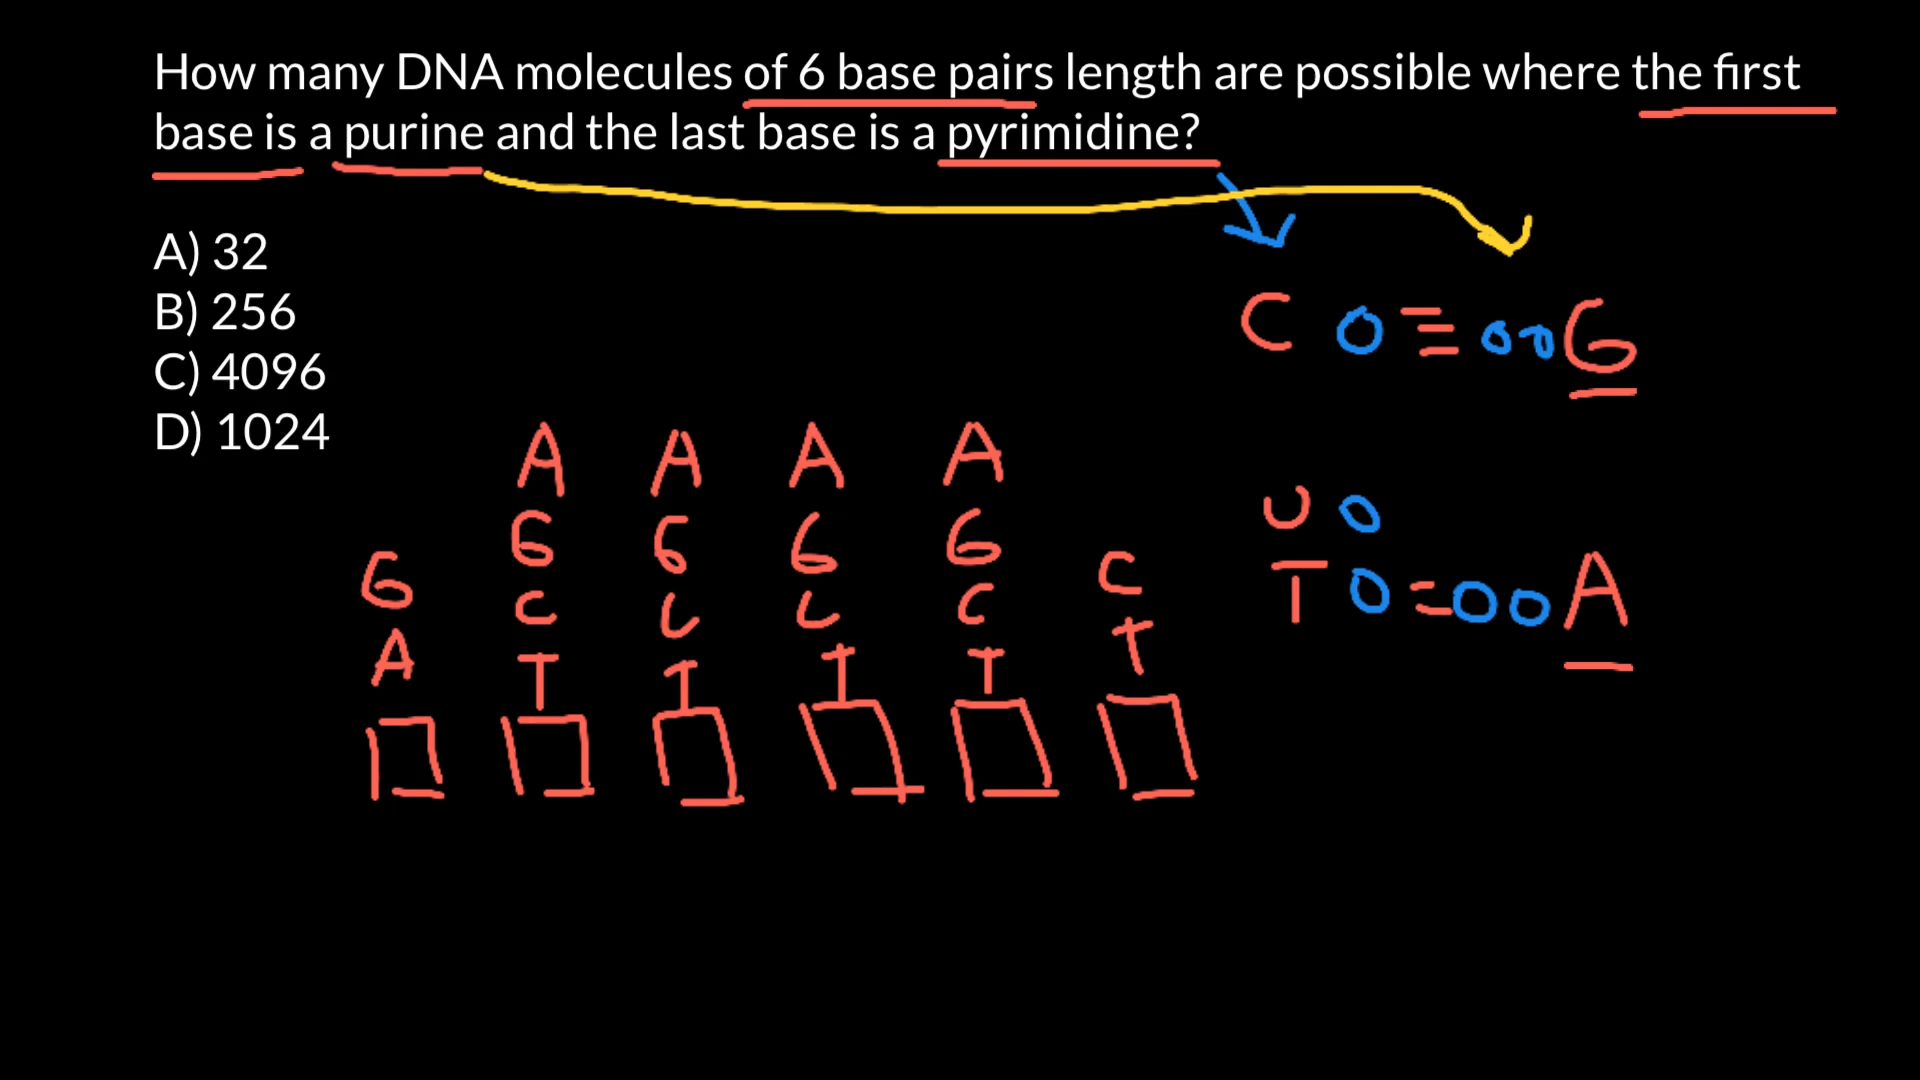 How many DNA molecules of 6 base pairs length are possible where the first
base is a purine and the last base is a pyrimidine?
A) 32
B) 256
C) 4096
D) 1024
C G
A A A A
U
G G G G
G C
T A
C C C C
A T
T T T T